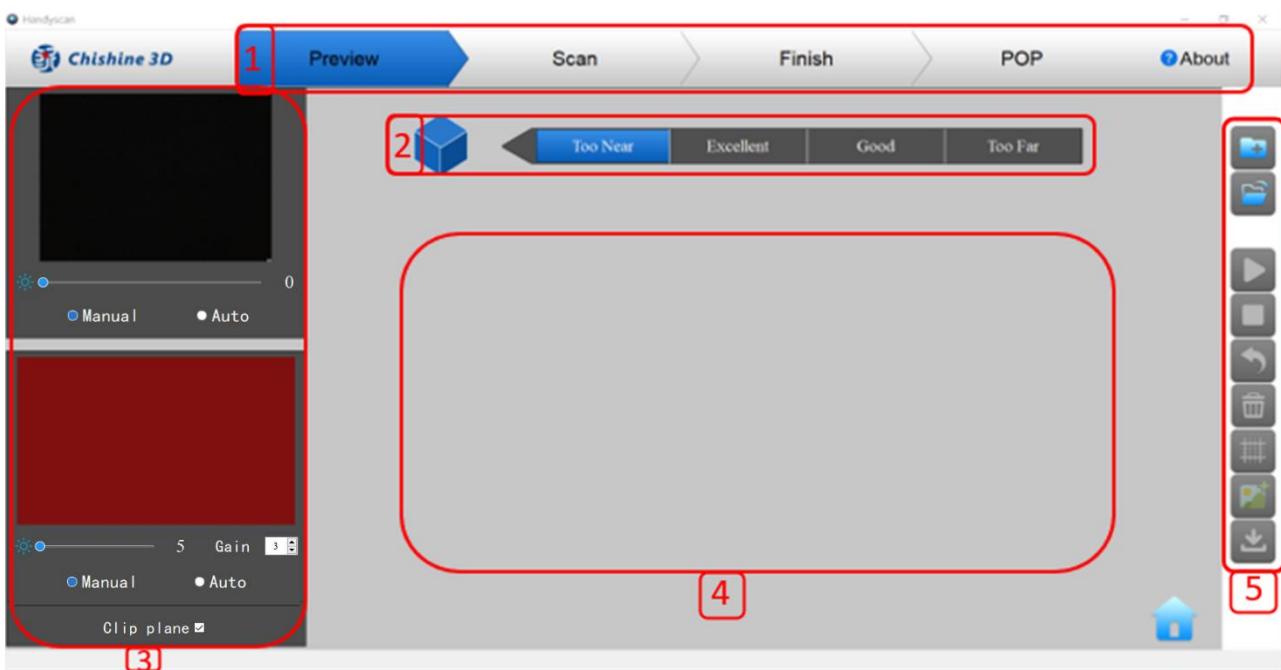 Handyscan
Chishine 3D
1 Preview Scan Finish POP About
2 Too Near Excellent Good Too Far
0
Manual Auto
5 Gain 3
Manual Auto
Clip plane
3
4
5